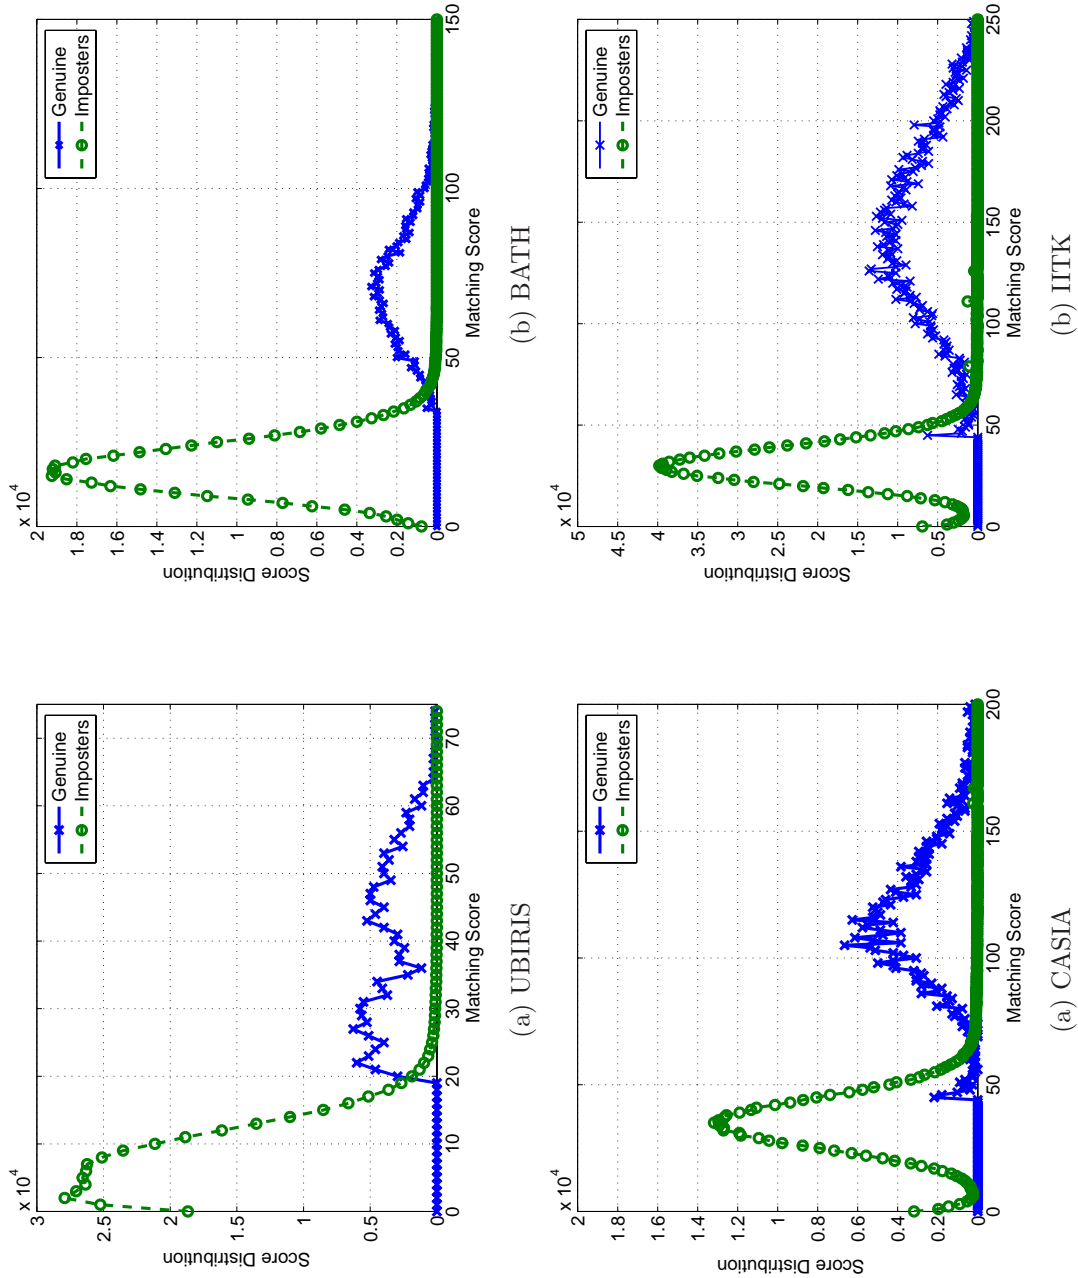 x 10^4
3
2.5
2
1.5
1
0.5
0
0
10
20
30
40
50
60
70
Score Distribution
Matching Score
Genuine
Imposters
(a) UBIRIS
x 10^4
2
1.8
1.6
1.4
1.2
1
0.8
0.6
0.4
0.2
0
0
50
100
150
Score Distribution
Matching Score
Genuine
Imposters
(b) BATH
x 10^4
2
1.8
1.6
1.4
1.2
1
0.8
0.6
0.4
0.2
0
0
50
100
150
200
Score Distribution
Matching Score
Genuine
Imposters
(a) CASIA
x 10^4
5
4.5
4
3.5
3
2.5
2
1.5
1
0.5
0
0
50
100
150
200
250
Score Distribution
Matching Score
Genuine
Imposters
(b) IITK